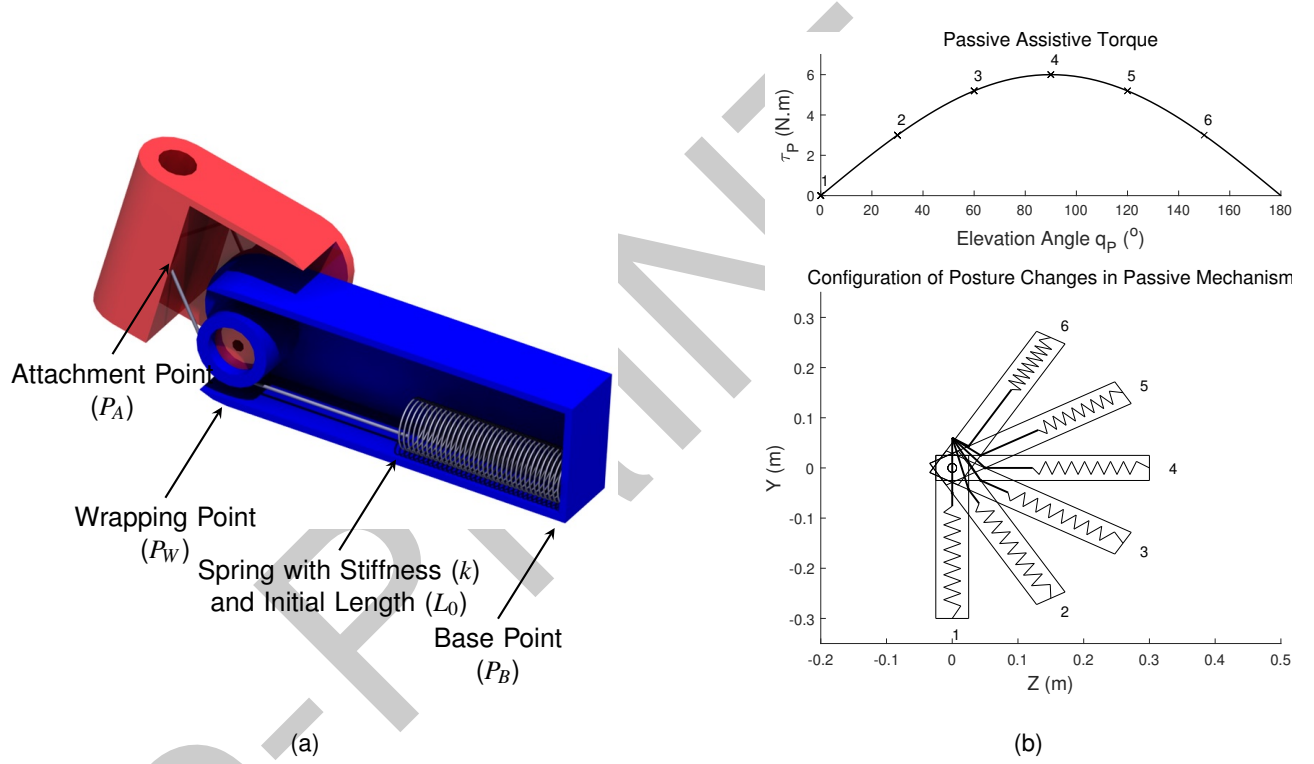 Attachment Point
(P_A)
Wrapping Point
(P_W)
Spring with Stiffness (k)
and Initial Length (L_0)
Base Point
(P_B)
(a)
Passive Assistive Torque
τ_P (N.m)
6
4
2
0
1
2
3
4
5
6
0 20 40 60 80 100 120 140 160 180
Elevation Angle q_P (°)
Configuration of Posture Changes in Passive Mechanism
Y (m)
0.3
0.2
0.1
0
-0.1
-0.2
-0.3
6
5
4
3
2
1
-0.2 -0.1 0 0.1 0.2 0.3 0.4 0.5
Z (m)
(b)